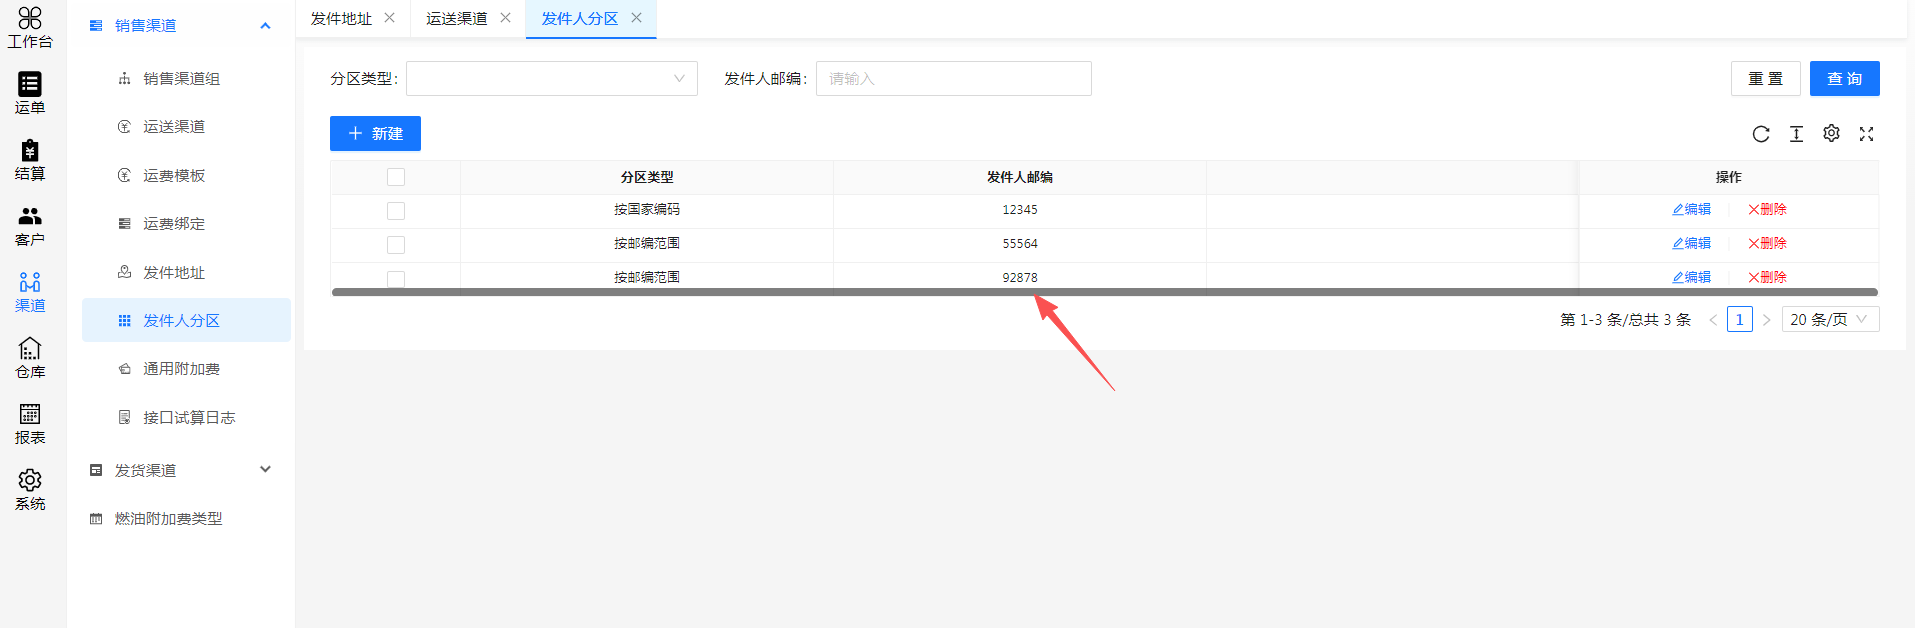 工作台
运单
结算
客户
渠道
仓库
报表
系统
销售渠道
销售渠道组
运送渠道
运费模板
运费绑定
发件地址
发件人分区
通用附加费
接口试算日志
发货渠道
燃油附加费类型
发件地址 运送渠道 发件人分区
分区类型: 发件人邮编: 请输入 重 置 查 询
新建
分区类型 发件人邮编 操作
按国家编码 12345 编辑 删除
按邮编范围 55564 编辑 删除
按邮编范围 92878 编辑 删除
第 1-3 条/总共 3 条 1 20 条/页